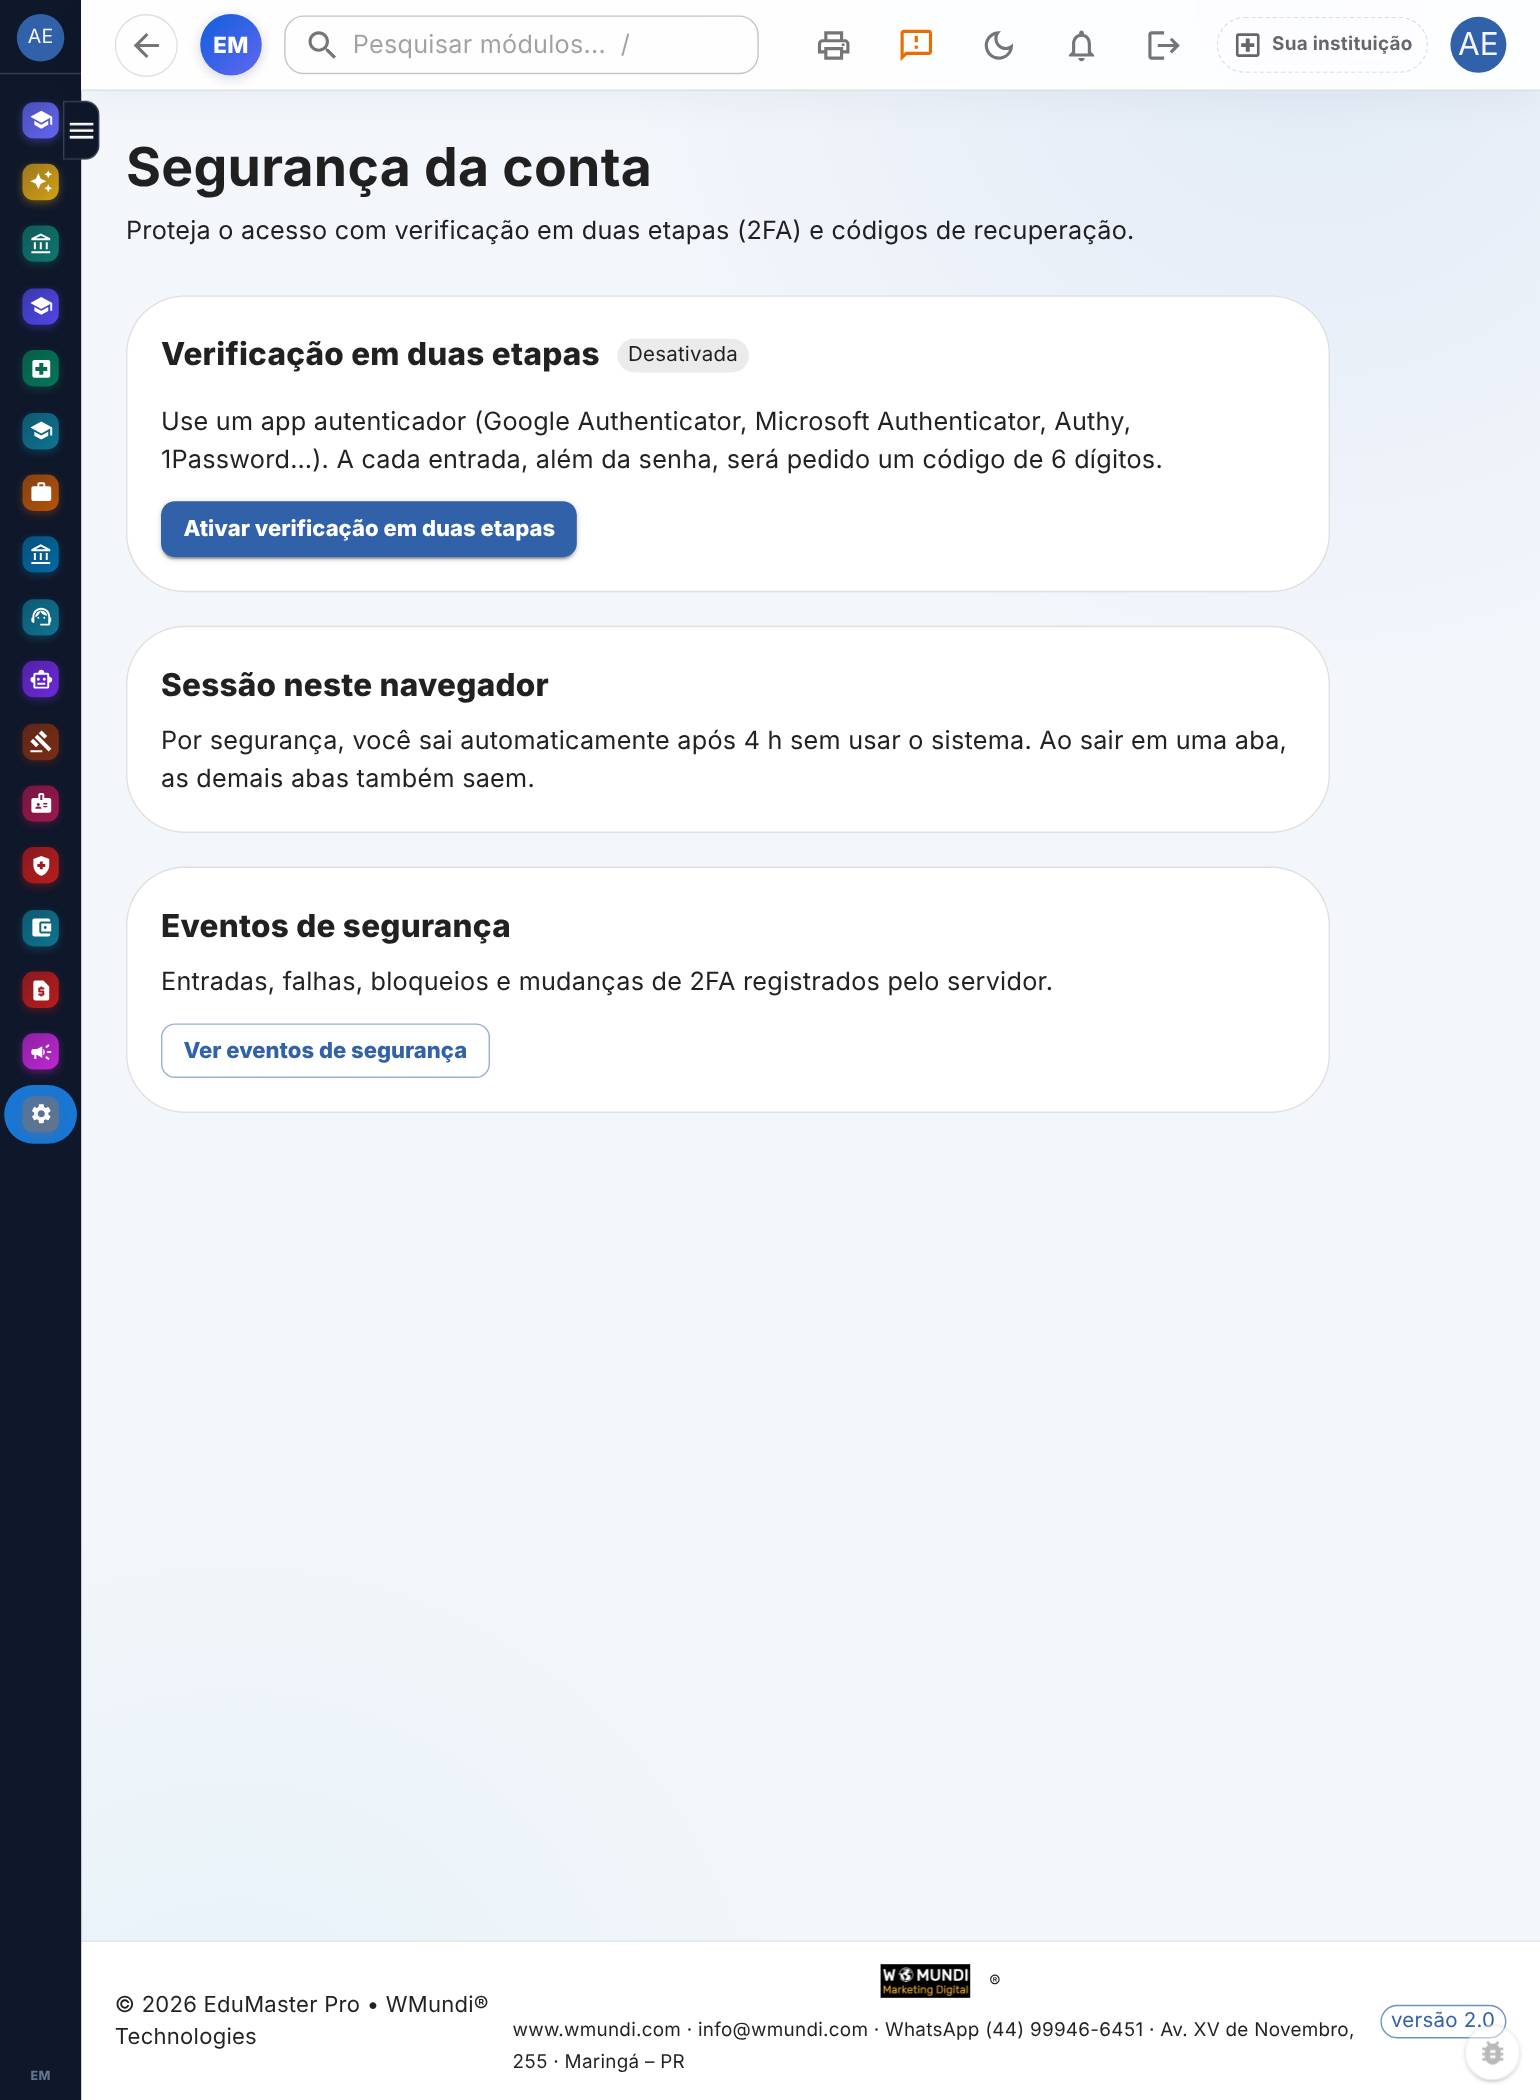 AE
EM
Pesquisar módulos... /
Sua instituição
AE
Segurança da conta
Proteja o acesso com verificação em duas etapas (2FA) e códigos de recuperação.
Verificação em duas etapas
Desativada
Use um app autenticador (Google Authenticator, Microsoft Authenticator, Authy,
1Password...). A cada entrada, além da senha, será pedido um código de 6 dígitos.
Ativar verificação em duas etapas
Sessão neste navegador
Por segurança, você sai automaticamente após 4 h sem usar o sistema. Ao sair em uma aba,
as demais abas também saem.
Eventos de segurança
Entradas, falhas, bloqueios e mudanças de 2FA registrados pelo servidor.
Ver eventos de segurança
© 2026 EduMaster Pro • WMundi®
Technologies
W MUNDI
Marketing Digital
®
www.wmundi.com · info@wmundi.com · WhatsApp (44) 99946-6451 · Av. XV de Novembro,
255 · Maringá – PR
versão 2.0
EM